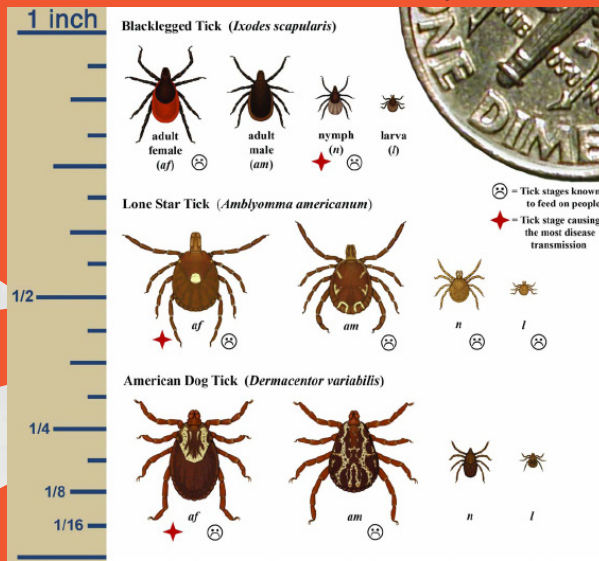 1 inch
Blacklegged Tick (Ixodes scapularis)
adult
female
(af)
adult
male
(am)
nymph
(n)
larva
(l)
ONE DIME
= Tick stages known
to feed on people
= Tick stage causing
the most disease
transmission
Lone Star Tick (Amblyomma americanum)
1/2
af
am
n
l
American Dog Tick (Dermacentor variabilis)
1/4
1/8
1/16
af
am
n
l